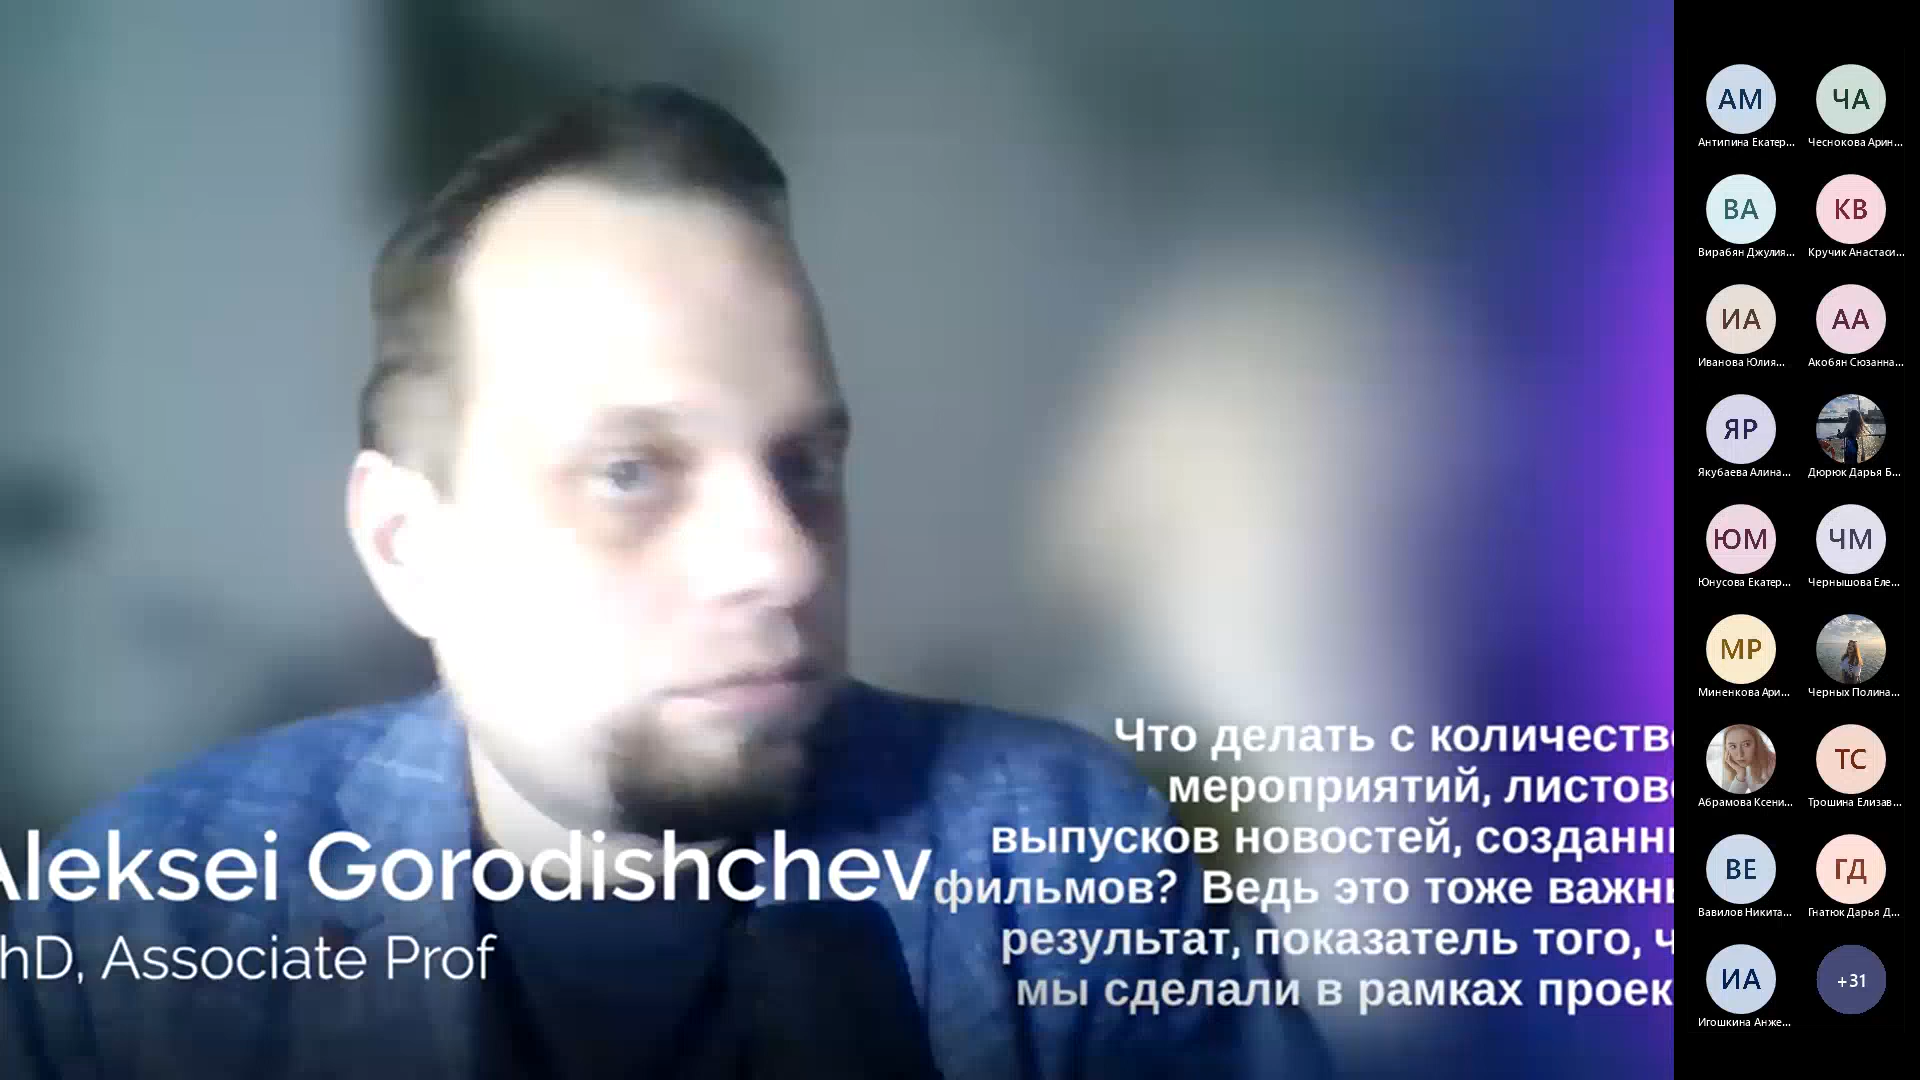 Aleksei Gorodishchev
hD, Associate Prof
Что делать с количеств
мероприятий, листов
выпусков новостей, созданн
фильмов? Ведь это тоже важн
результат, показатель того, ч
мы сделали в рамках проек
АМ
Антипина Екатер...
ЧА
Чеснокова Арин...
ВА
Вирабян Джулия...
КВ
Кручик Анастаси...
ИА
Иванова Юлия...
АА
Акобян Сюзанна...
ЯР
Якубаева Алина...
Дюрюк Дарья Б...
ЮМ
Юнусова Екатер...
ЧМ
Чернышова Еле...
МР
Миненкова Ари...
Черных Полина...
Абрамова Ксени...
ТС
Трошина Елизав...
ВЕ
Вавилов Никита...
ГД
Гнатюк Дарья Д...
ИА
Игошкина Анже...
+31